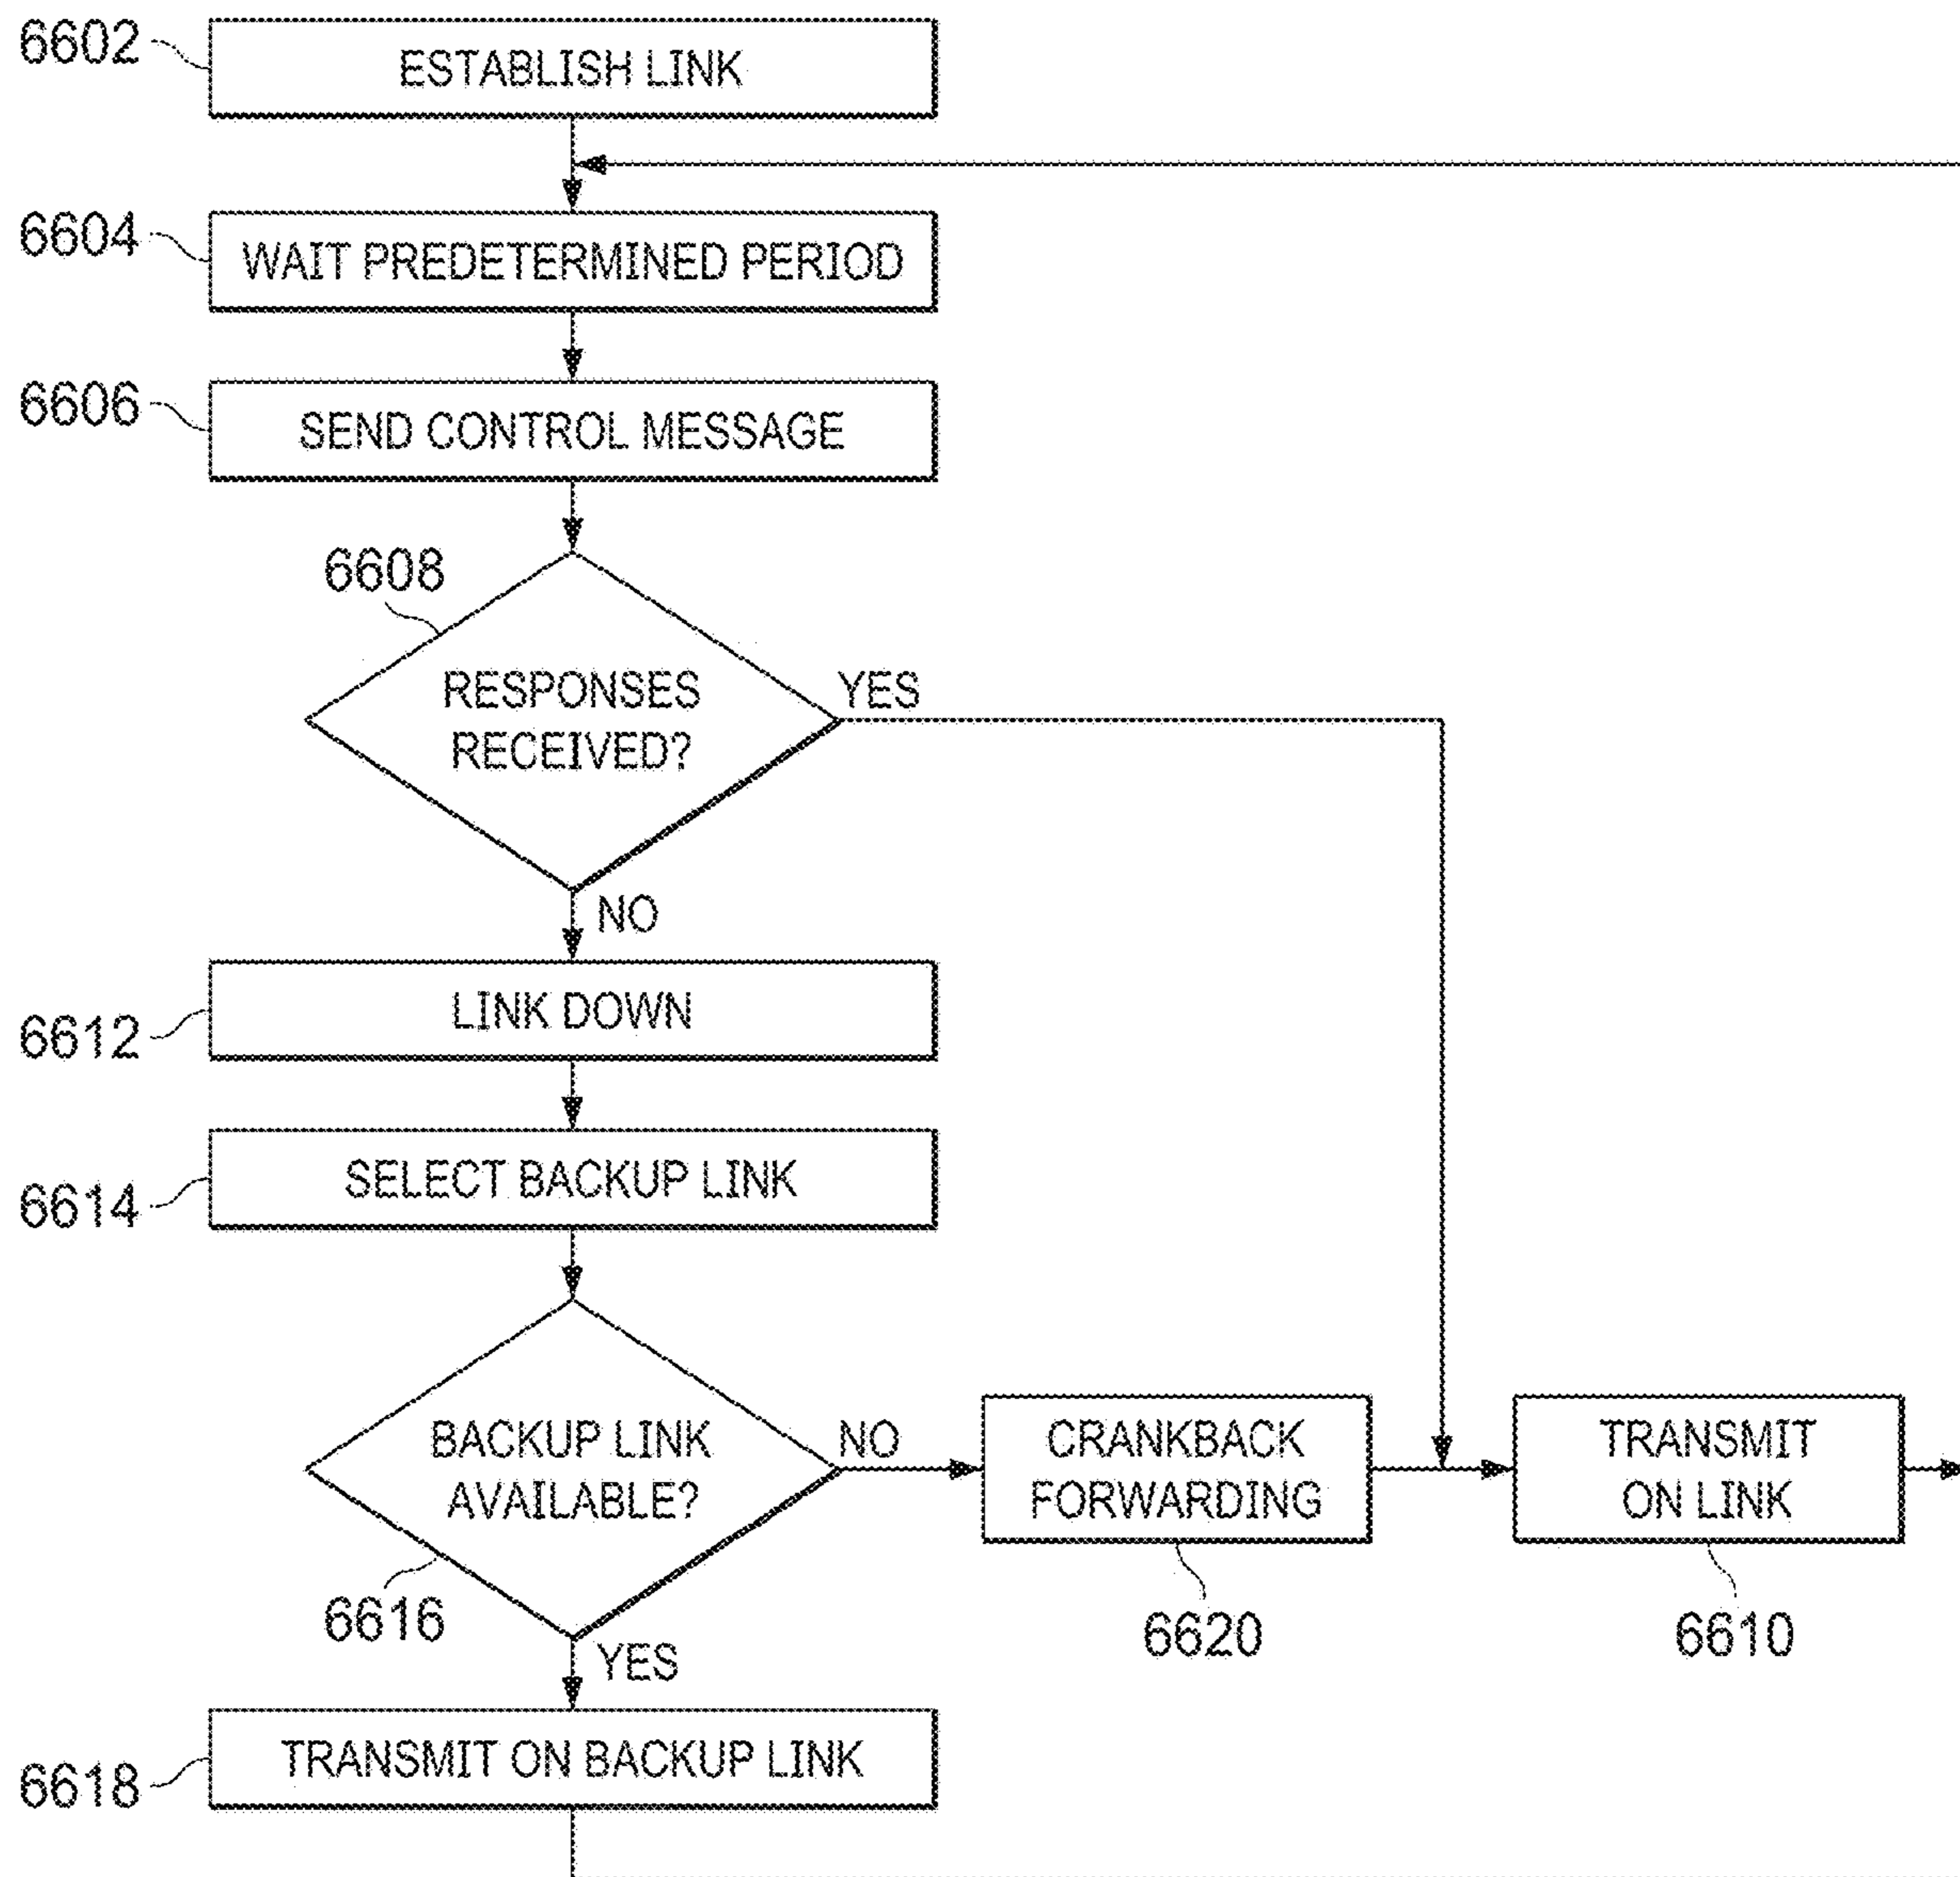 6602
ESTABLISH LINK
6604
WAIT PREDETERMINED PERIOD
6606
SEND CONTROL MESSAGE
6608
RESPONSES
RECEIVED?
YES
NO
6612
LINK DOWN
6614
SELECT BACKUP LINK
BACKUP LINK
AVAILABLE?
NO
CRANKBACK
FORWARDING
TRANSMIT
ON LINK
6616
6620
6610
YES
6618
TRANSMIT ON BACKUP LINK